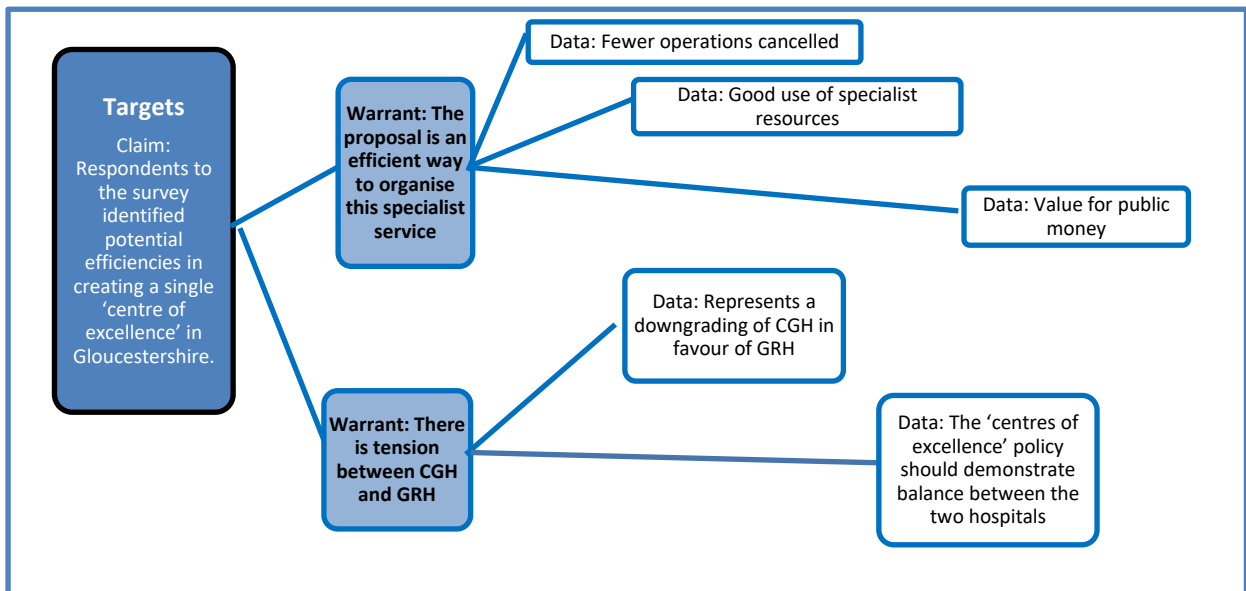 Targets
Claim:
Respondents
to the survey
identified
potential
efficiencies in
creating a single
‘centre of
excellence’ in
Gloucestershire.
Warrant: The
proposal is an
efficient way
to organise
this specialist
service
Data: Fewer operations cancelled
Data: Good use of specialist
resources
Data: Value for public
money
Warrant: There
is tension
between CGH
and GRH
Data: Represents a
downgrading of CGH in
favour of GRH
Data: The ‘centres of
excellence’ policy
should demonstrate
balance between the
two hospitals